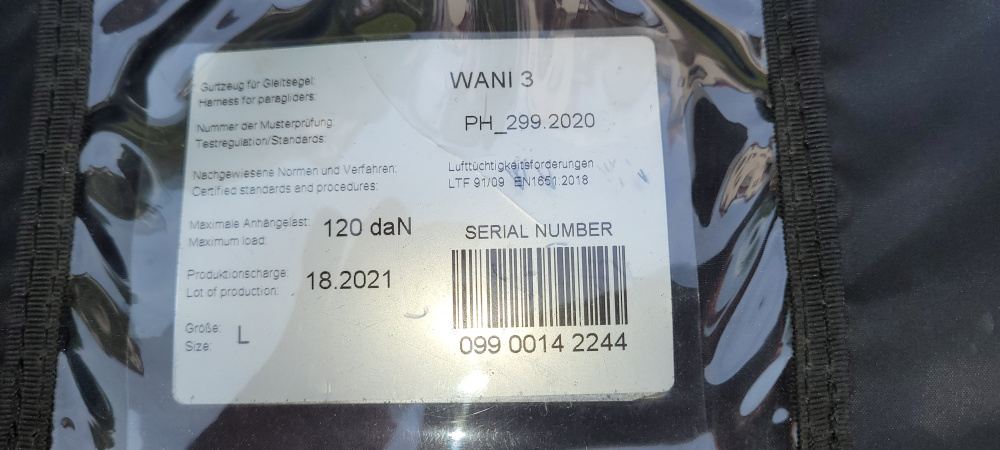 Gurtzeug für Gleitsegel:
Harness for paragliders:
WANI 3
Nummer der Musterprüfung:
Testregulation/Standards:
PH_299.2020
Nachgewiesene Normen und Verfahren:
Certified standards and procedures:
Lufttüchtigkeitsforderungen
LTF 91/09 EN1651:2018
Maximale Anhängelast:
Maximum load:
120 daN
SERIAL NUMBER
Produktionscharge:
Lot of production:
18.2021
099 0014 2244
Größe:
Size:
L